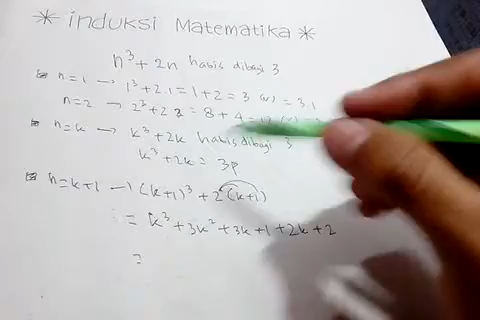 * Induksi Matematika *
n³ + 2n habis dibagi 3
n=1 → 1³ + 2.1 = 1 + 2 = 3 (v) = 3.1
n=2 → 2³ + 2.2 = 8 + 4 =
n=k → k³ + 2k habis dibagi 3
k³ + 2k = 3p
n=k+1 → (k+1)³ + 2(k+1)
= k³ + 3k² + 3k + 1 + 2k + 2
=